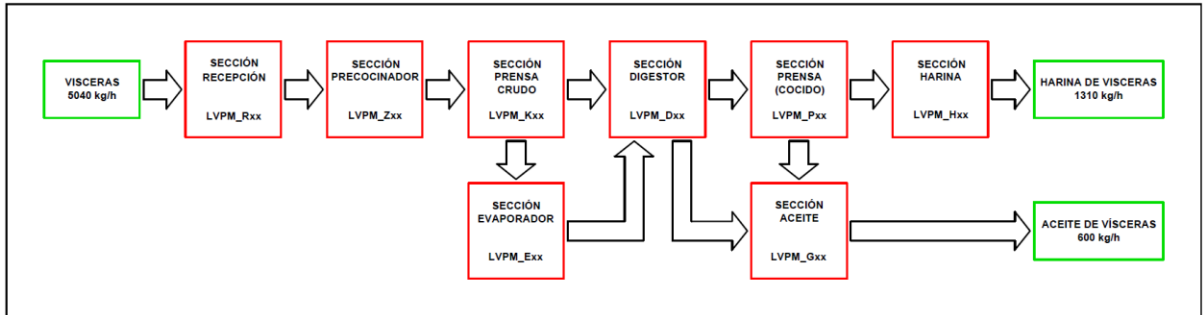 VISCERAS
5040 kg/h
SECCIÓN
RECEPCIÓN
LVPM_Rxx
SECCIÓN
PRECOCINADOR
LVPM_Zxx
SECCIÓN
PRENSA
CRUDO
LVPM_Kxx
SECCIÓN
DIGESTOR
LVPM_Dxx
SECCIÓN
PRENSA
(COCIDO)
LVPM_Pxx
SECCIÓN
HARINA
LVPM_Hxx
HARINA DE VISCERAS
1310 kg/h
SECCIÓN
EVAPORADOR
LVPM_Exx
SECCIÓN
ACEITE
LVPM_Gxx
ACEITE DE VÍSCERAS
600 kg/h